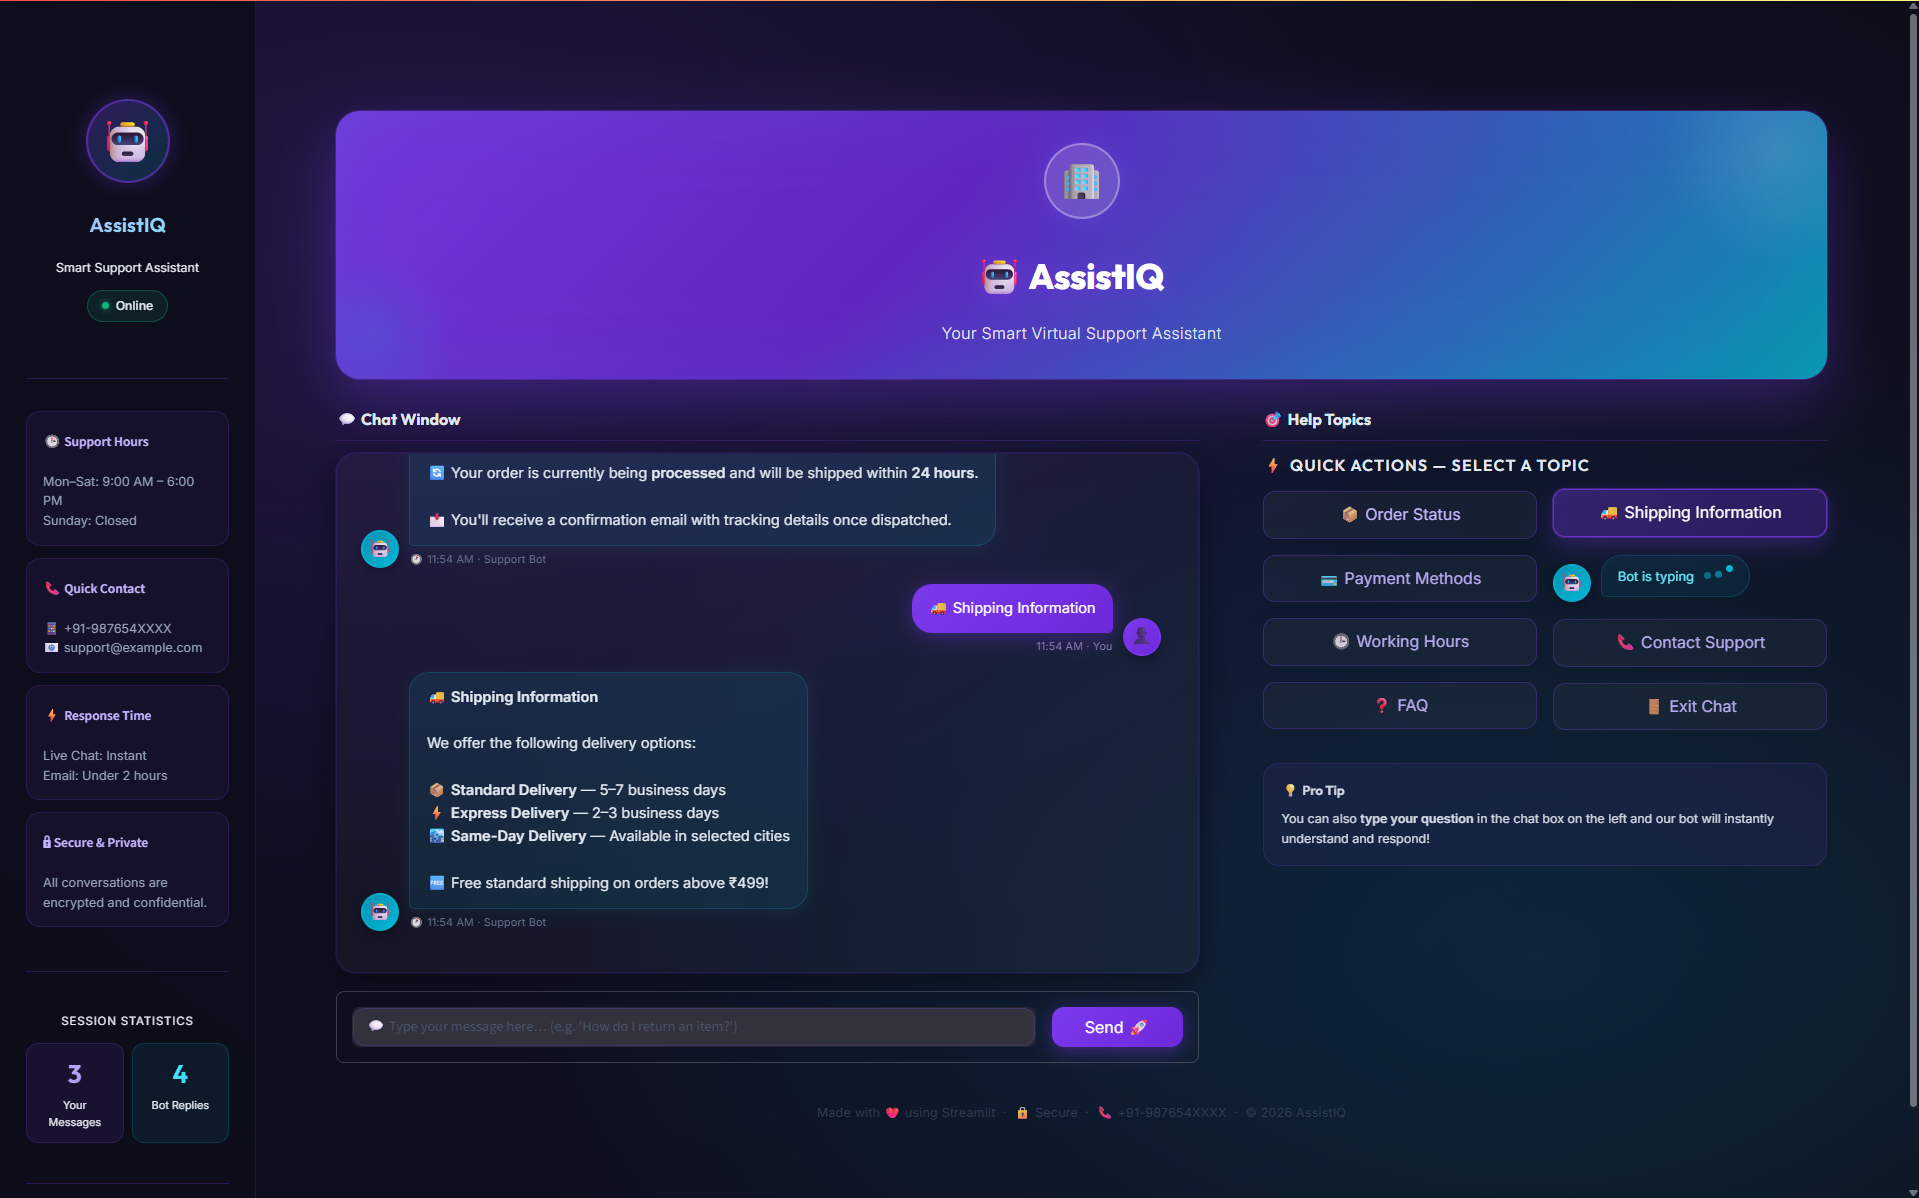 AssistIQ
Smart Support Assistant
Online
🕒 Support Hours
Mon–Sat: 9:00 AM – 6:00
PM
Sunday: Closed
📞 Quick Contact
📱 +91-987654XXXX
📧 support@example.com
⚡ Response Time
Live Chat: Instant
Email: Under 2 hours
🔒 Secure & Private
All conversations are
encrypted and confidential.
SESSION STATISTICS
3
Your
Messages
4
Bot Replies
🤖 AssistIQ
Your Smart Virtual Support Assistant
💬 Chat Window
🔄 Your order is currently being processed and will be shipped within 24 hours.
📩 You'll receive a confirmation email with tracking details once dispatched.
🕐 11:54 AM · Support Bot
🚚 Shipping Information
11:54 AM · You
🚚 Shipping Information
We offer the following delivery options:
📦 Standard Delivery — 5–7 business days
⚡ Express Delivery — 2–3 business days
🏙️ Same-Day Delivery — Available in selected cities
🆓 Free standard shipping on orders above ₹499!
🕐 11:54 AM · Support Bot
💬 Type your message here... (e.g. 'How do I return an item?')
Send 🚀
🎯 Help Topics
⚡ QUICK ACTIONS — SELECT A TOPIC
📦 Order Status
🚚 Shipping Information
💳 Payment Methods
Bot is typing
🕒 Working Hours
📞 Contact Support
❓ FAQ
🚪 Exit Chat
💡 Pro Tip
You can also type your question in the chat box on the left and our bot will instantly
understand and respond!
Made with ❤️ using Streamlit · 🔒 Secure · 📞 +91-987654XXXX · © 2026 AssistIQ